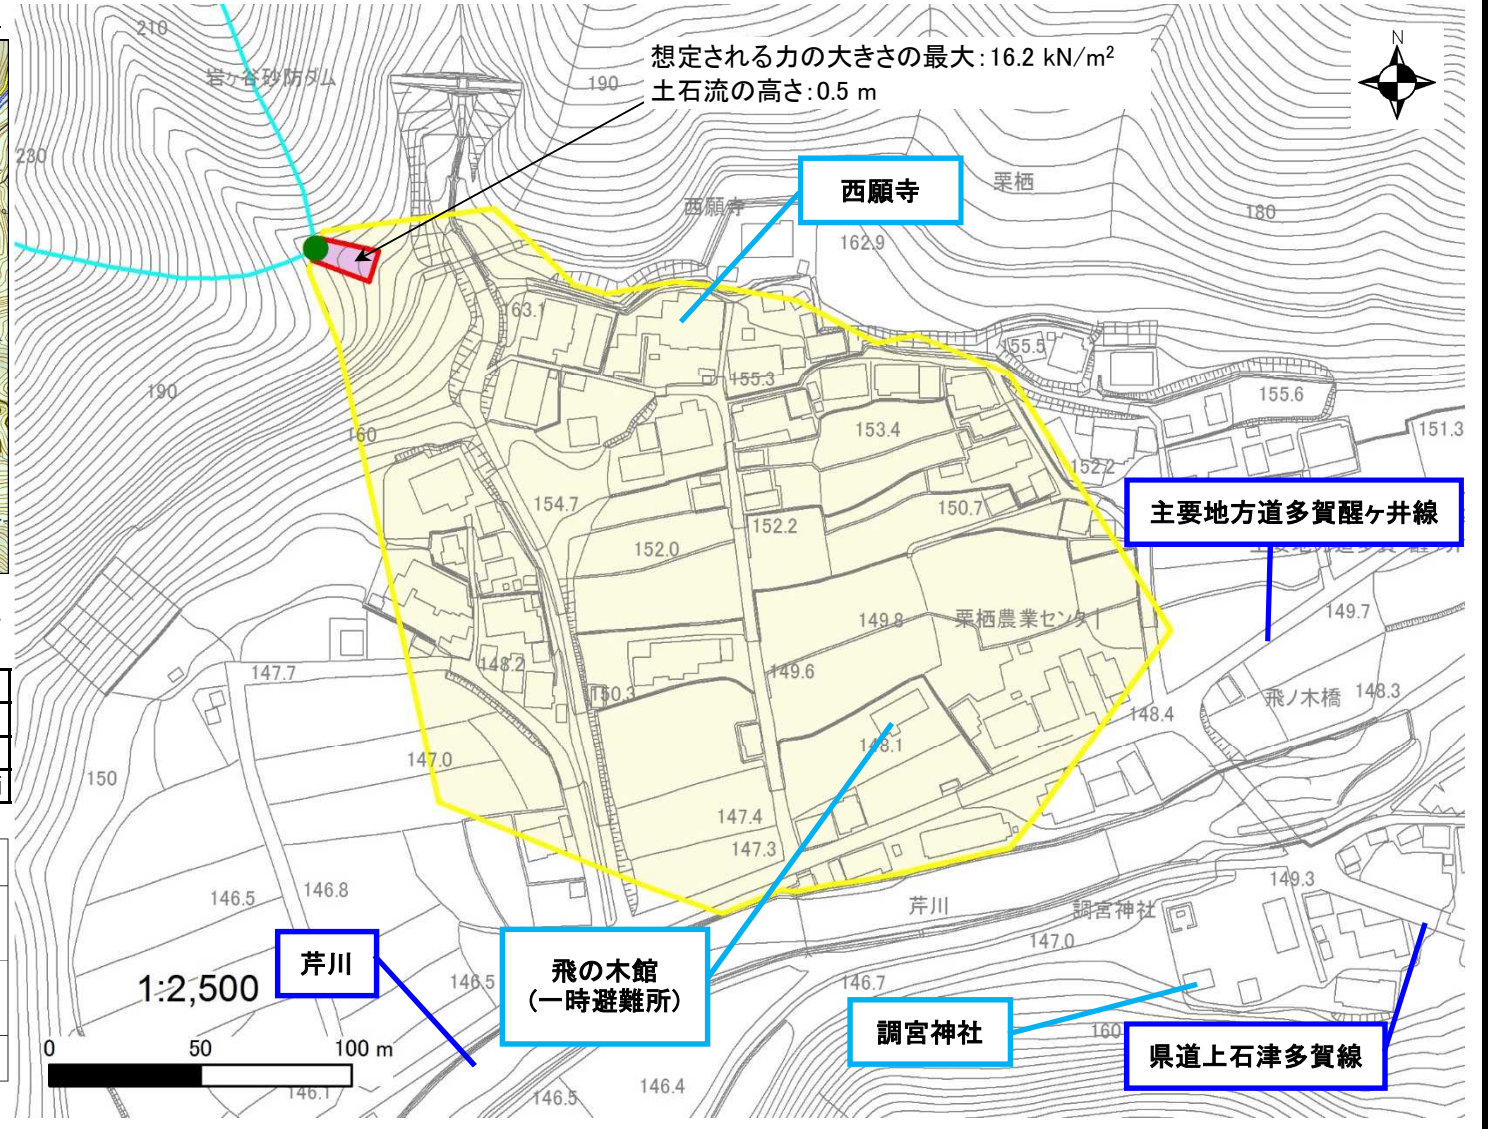 210
岩ヶ谷砂防ダム
想定される力の大きさの最大：16.2 kN/m²
土石流の高さ：0.5 m
190
N
230
西願寺
栗栖
西願寺
180
162.9
163.1
155.5
190
155.3
155.6
153.4
151.3
160
152.2
主要地方道多賀醒ヶ井線
154.7
150.7
152.2
152.0
149.7
149.8
栗栖農業センター
147.7
148.2
149.6
150.3
飛ノ木橋
148.3
148.4
148.1
147.0
150
147.4
147.3
149.3
146.5
146.8
芹川
調宮神社
147.0
芹川
飛の木館
（一時避難所）
146.5
146.7
1:2,500
調宮神社
160
県道上石津多賀線
0
50
100 m
146.1
146.5
146.4